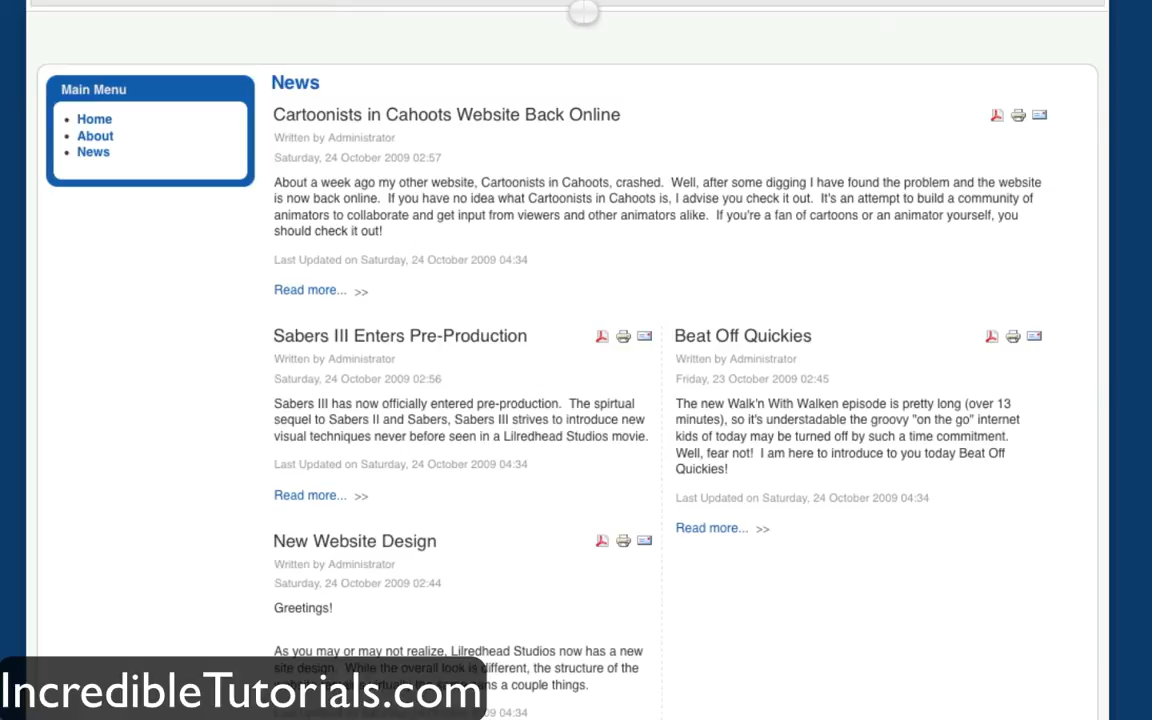 Main Menu
Home
About
News
News
Cartoonists in Cahoots Website Back Online
Written by Administrator
Saturday, 24 October 2009 02:57
About a week ago my other website, Cartoonists in Cahoots, crashed. Well, after some digging I have found the problem and the website
is now back online. If you have no idea what Cartoonists in Cahoots is, I advise you check it out. It's an attempt to build a community of
animators to collaborate and get input from viewers and other animators alike. If you're a fan of cartoons or an animator yourself, you
should check it out!
Last Updated on Saturday, 24 October 2009 04:34
Read more... >>
Sabers III Enters Pre-Production
Written by Administrator
Saturday, 24 October 2009 02:56
Sabers III has now officially entered pre-production. The spirtual
sequel to Sabers II and Sabers, Sabers III strives to introduce new
visual techniques never before seen in a Lilredhead Studios movie.
Last Updated on Saturday, 24 October 2009 04:34
Read more... >>
Beat Off Quickies
Written by Administrator
Friday, 23 October 2009 02:45
The new Walk'n With Walken episode is pretty long (over 13
minutes), so it's understadable the groovy "on the go" internet
kids of today may be turned off by such a time commitment.
Well, fear not! I am here to introduce to you today Beat Off
Quickies!
Last Updated on Saturday, 24 October 2009 04:34
Read more... >>
New Website Design
Written by Administrator
Saturday, 24 October 2009 02:44
Greetings!
As you may or may not realize, Lilredhead Studios now has a new
site design. While the overall look is different, the structure of the
a couple things.
09 04:34
IncredibleTutorials.com